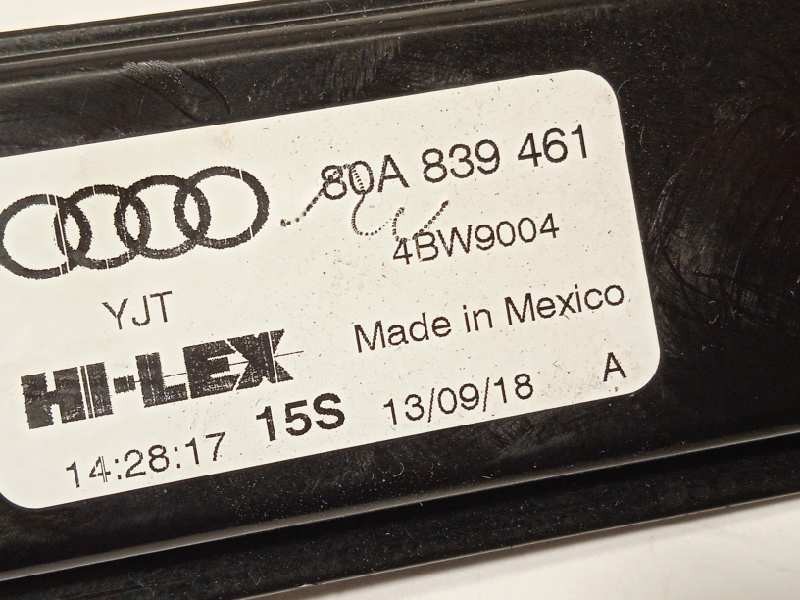 80A 839 461
4BW9004
YJT
Made in Mexico
HI-LEX
15S
13/09/18
A
14:28:17